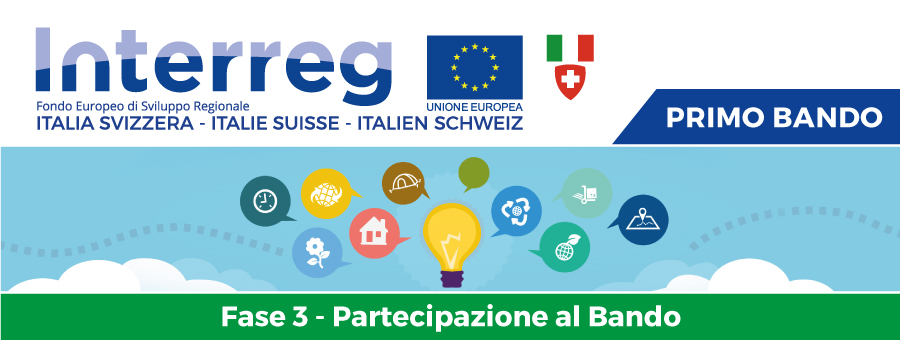 Interreg
Fondo Europeo di Sviluppo Regionale
UNIONE EUROPEA
ITALIA SVIZZERA - ITALIE SUISSE - ITALIEN SCHWEIZ
PRIMO BANDO
Fase 3 - Partecipazione al Bando